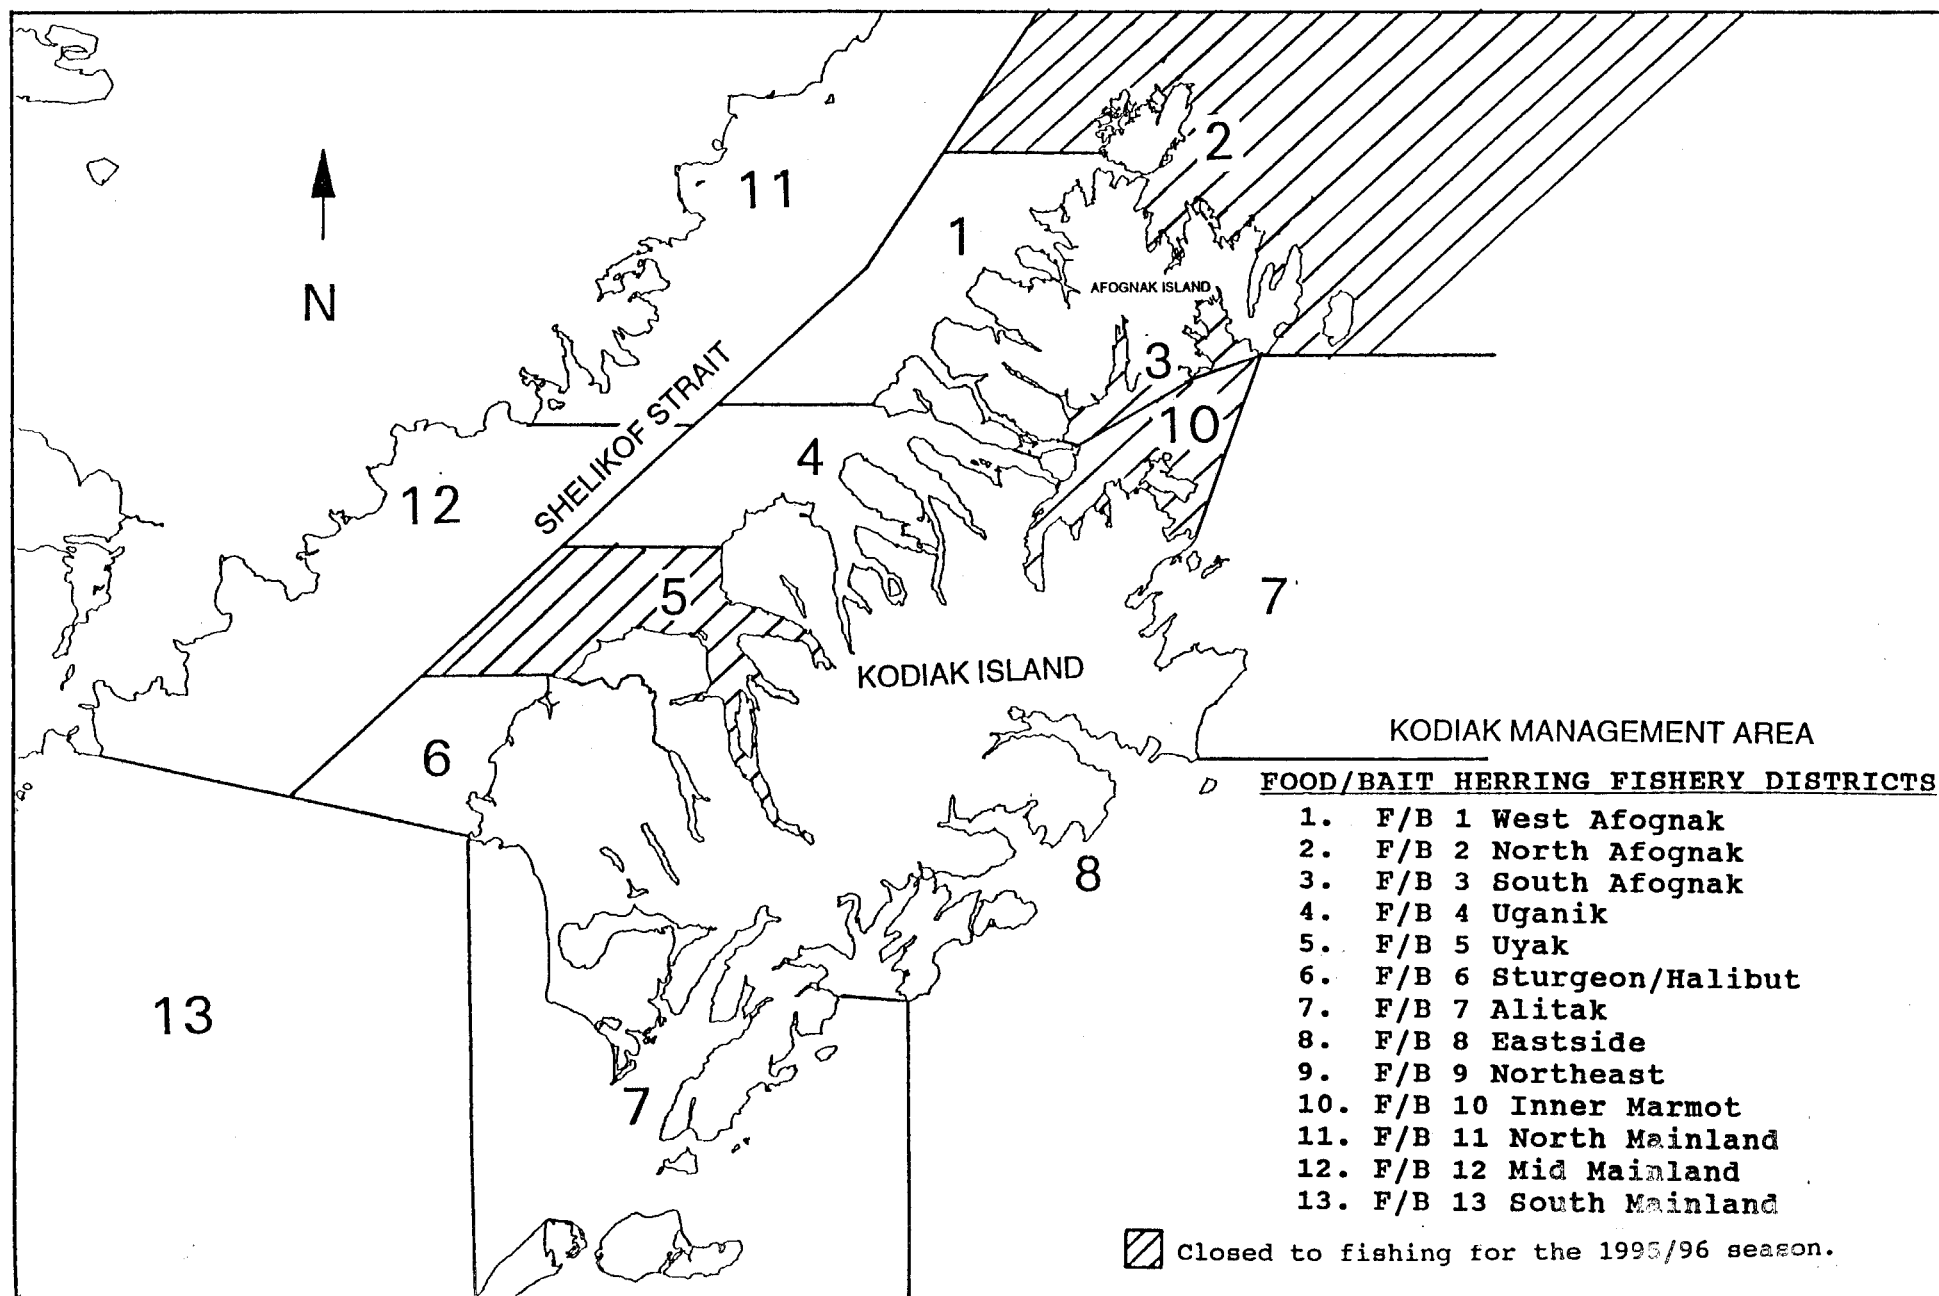 2
11
1
N
AFOGNAK ISLAND
3
SHELIKOF STRAIT
10
4
12
5
7
KODIAK ISLAND
6
KODIAK MANAGEMENT AREA
FOOD/BAIT HERRING FISHERY DISTRICTS
1. F/B 1 West Afognak
2. F/B 2 North Afognak
3. F/B 3 South Afognak
4. F/B 4 Uganik
5. F/B 5 Uyak
6. F/B 6 Sturgeon/Halibut
7. F/B 7 Alitak
8. F/B 8 Eastside
9. F/B 9 Northeast
10. F/B 10 Inner Marmot
11. F/B 11 North Mainland
12. F/B 12 Mid Mainland
13. F/B 13 South Mainland
8
13
7
Closed to fishing for the 1995/96 season.